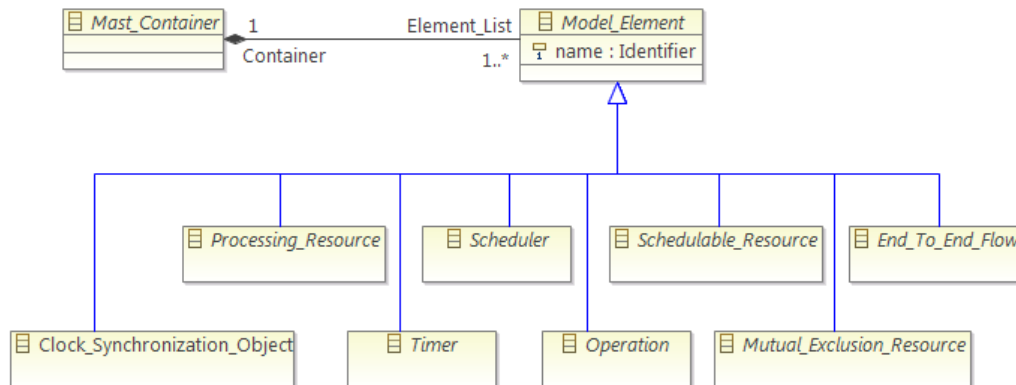 Mast_Container
1
Element_List
Model_Element
Container
1..*
1 name : Identifier
Processing_Resource
Scheduler
Schedulable_Resource
End_To_End_Flow
Clock_Synchronization_Object
Timer
Operation
Mutual_Exclusion_Resource